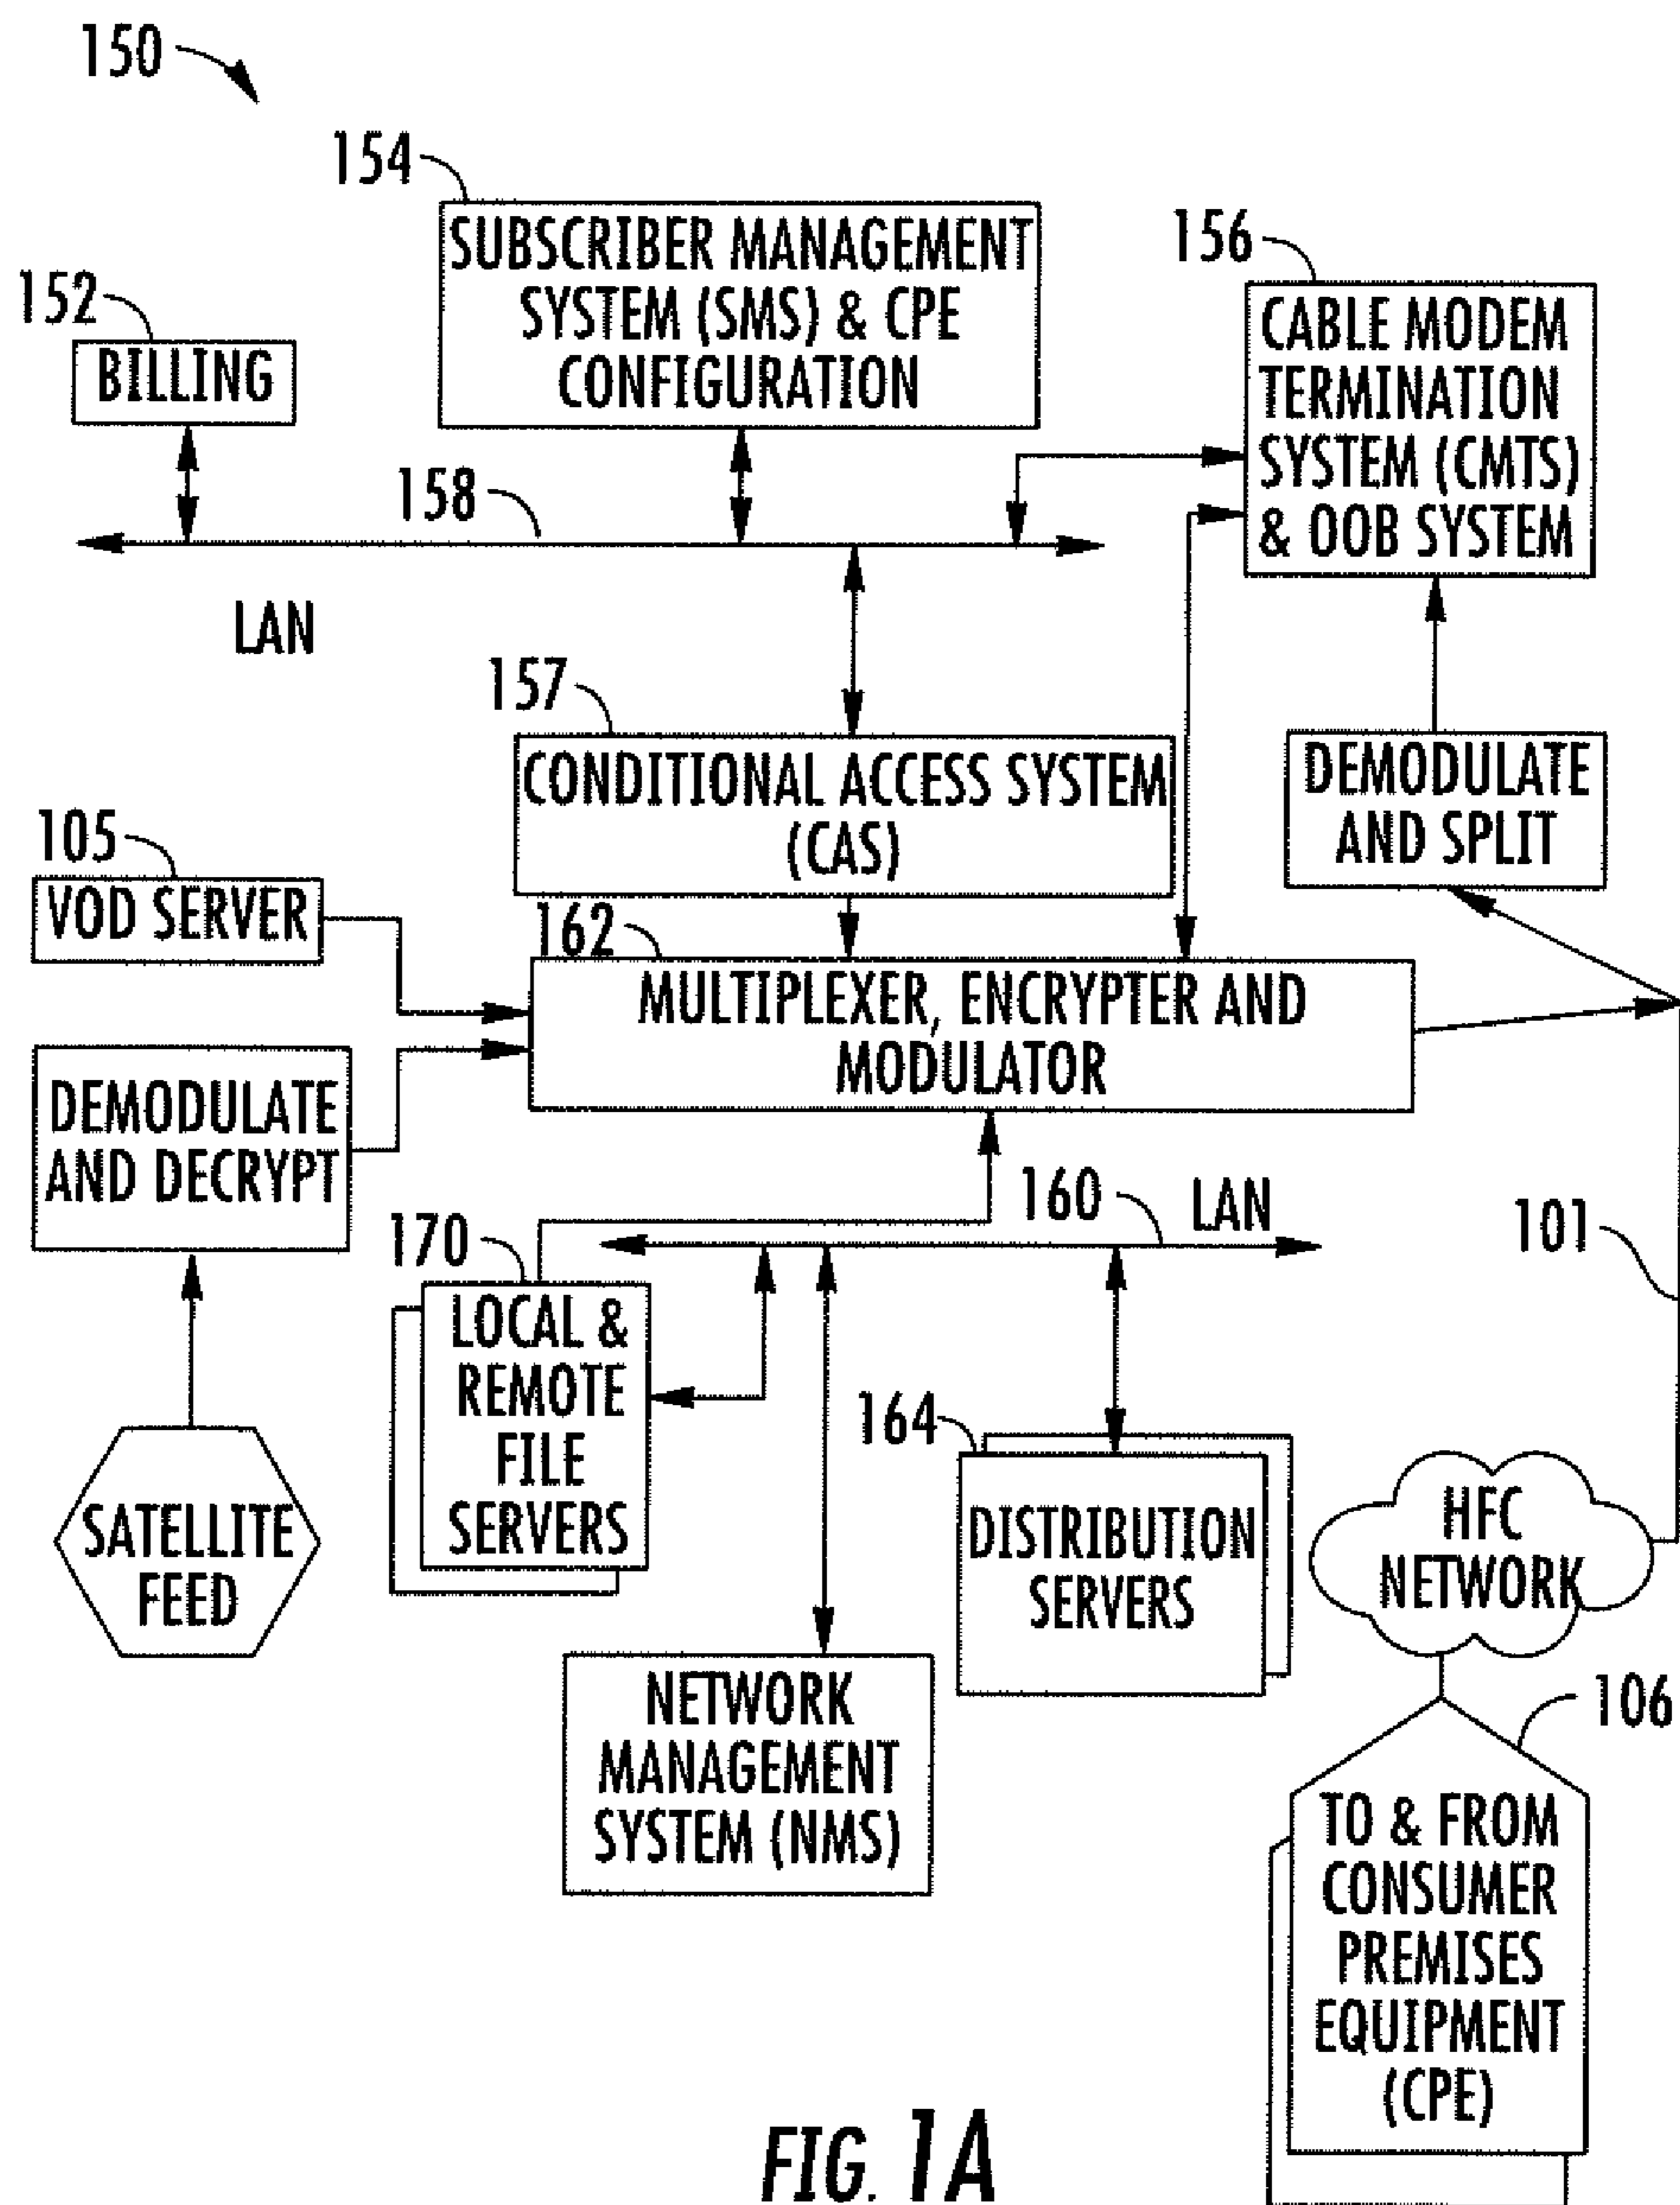 150
154
SUBSCRIBER MANAGEMENT
SYSTEM (SMS) & CPE
CONFIGURATION
156
CABLE MODEM
TERMINATION
SYSTEM (CMTS)
& OOB SYSTEM
152
BILLING
158
LAN
157
CONDITIONAL ACCESS SYSTEM
(CAS)
DEMODULATE
AND SPLIT
105
VOD SERVER
162
MULTIPLEXER, ENCRYPTER AND
MODULATOR
DEMODULATE
AND DECRYPT
160
LAN
101
170
LOCAL &
REMOTE
FILE
SERVERS
164
DISTRIBUTION
SERVERS
HFC
NETWORK
SATELLITE
FEED
NETWORK
MANAGEMENT
SYSTEM (NMS)
106
TO & FROM
CONSUMER
PREMISES
EQUIPMENT
(CPE)
FIG. 1A